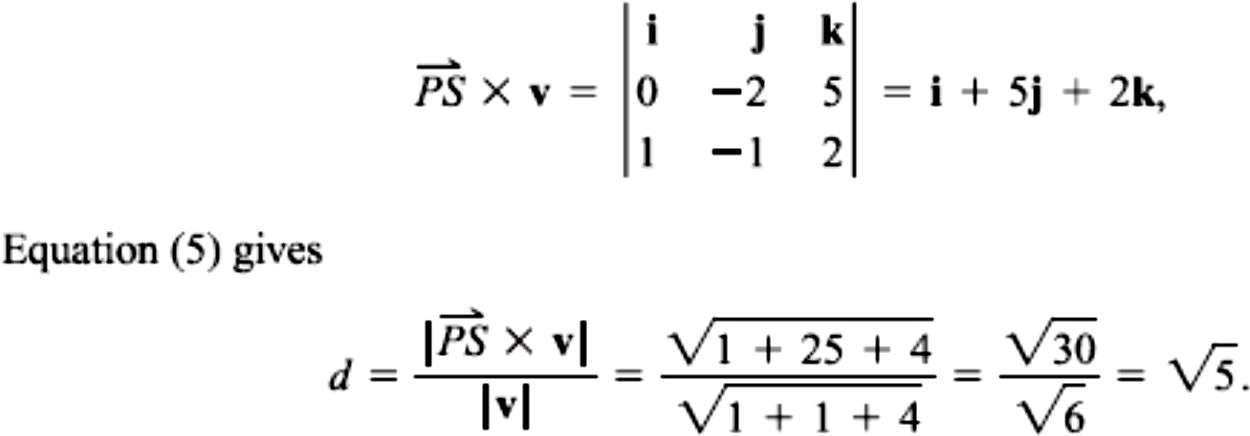 i j k
PS⃗ × v = |0 −2 5| = i + 5j + 2k,
1 −1 2
Equation (5) gives
d = |PS⃗ × v| / |v| = √(1 + 25 + 4) / √(1 + 1 + 4) = √30 / √6 = √5.